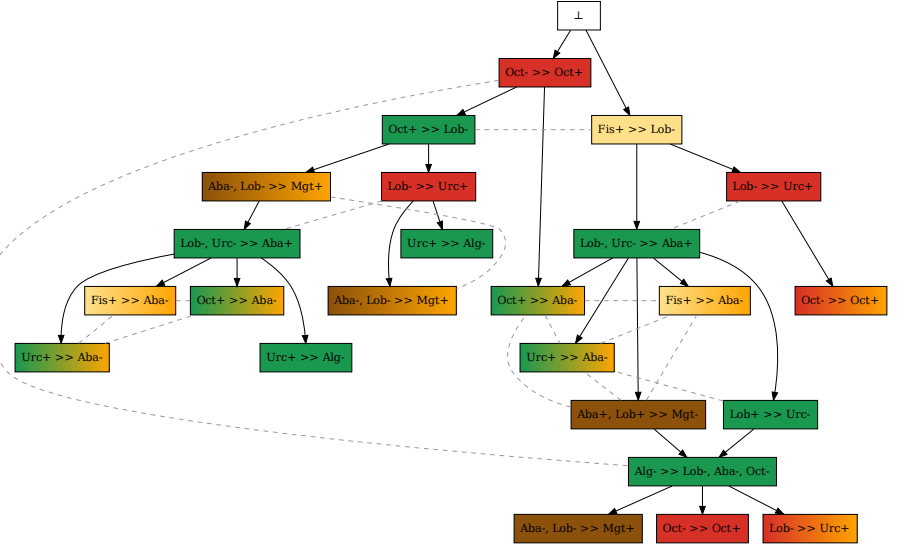 ⊥
Oct- >> Oct+
Oct+ >> Lob-
Fis+ >> Lob-
Aba-, Lob- >> Mgt+
Lob- >> Urc+
Lob- >> Urc+
Lob-, Urc- >> Aba+
Urc+ >> Alg-
Lob-, Urc- >> Aba+
Fis+ >> Aba-
Oct+ >> Aba-
Aba-, Lob- >> Mgt+
Oct+ >> Aba-
Fis+ >> Aba-
Oct- >> Oct+
Urc+ >> Aba-
Urc+ >> Alg-
Urc+ >> Aba-
Aba+, Lob+ >> Mgt-
Lob+ >> Urc-
Alg- >> Lob-, Aba-, Oct-
Aba-, Lob- >> Mgt+
Oct- >> Oct+
Lob- >> Urc+